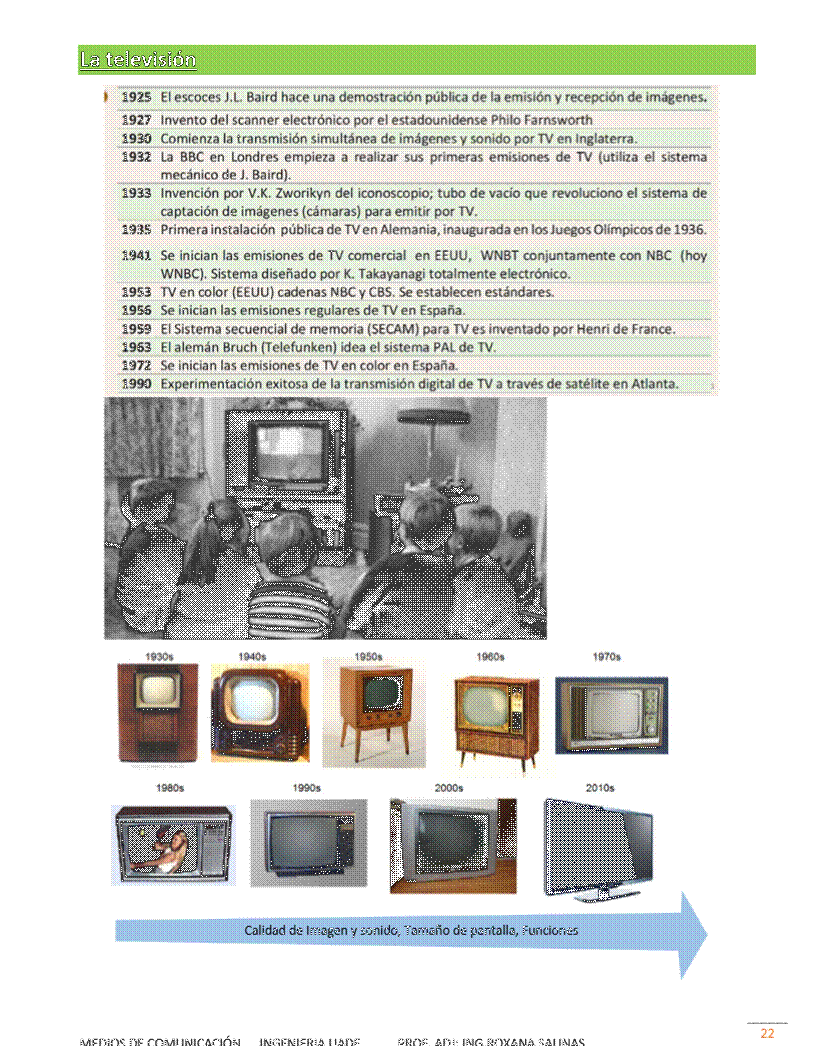 La televisión
1925 El escoces J.L. Baird hace una demostración pública de la emisión y recepción de imágenes.
1927 Invento del scanner electrónico por el estadounidense Philo Farnsworth
1930 Comienza la transmisión simultánea de imágenes y sonido por TV en Inglaterra.
1932 La BBC en Londres empieza a realizar sus primeras emisiones de TV (utiliza el sistema
mecánico de J. Baird).
1933 Invención por V.K. Zworikyn del iconoscopio; tubo de vacío que revoluciono el sistema de
captación de imágenes (cámaras) para emitir por TV.
1935 Primera instalación pública de TV en Alemania, inaugurada en los Juegos Olímpicos de 1936.
1941 Se inician las emisiones de TV comercial en EEUU, WNBT conjuntamente con NBC (hoy
WNBC). Sistema diseñado por K. Takayanagi totalmente electrónico.
1953 TV en color (EEUU) cadenas NBC y CBS. Se establecen estándares.
1956 Se inician las emisiones regulares de TV en España.
1959 El Sistema secuencial de memoria (SECAM) para TV es inventado por Henri de France.
1963 El alemán Bruch (Telefunken) idea el sistema PAL de TV.
1972 Se inician las emisiones de TV en color en España.
1990 Experimentación exitosa de la transmisión digital de TV a través de satélite en Atlanta.
1930s 1940s 1950s 1960s 1970s
1980s 1990s 2000s 2010s
Calidad de Imagen y sonido, Tamaño de pantalla, Funciones
22
MEDIOS DE COMUNICACIÓN INGENIERIA UADE PROF. ADJ: ING ROXANA SALINAS